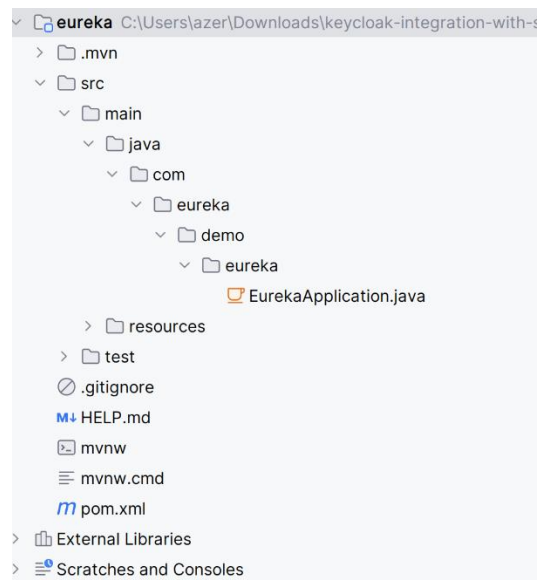 eureka C:\Users\azer\Downloads\keycloak-integration-with-s
.mvn
src
main
java
com
eureka
demo
eureka
EurekaApplication.java
resources
test
.gitignore
M↓ HELP.md
mvnw
mvnw.cmd
m pom.xml
External Libraries
Scratches and Consoles